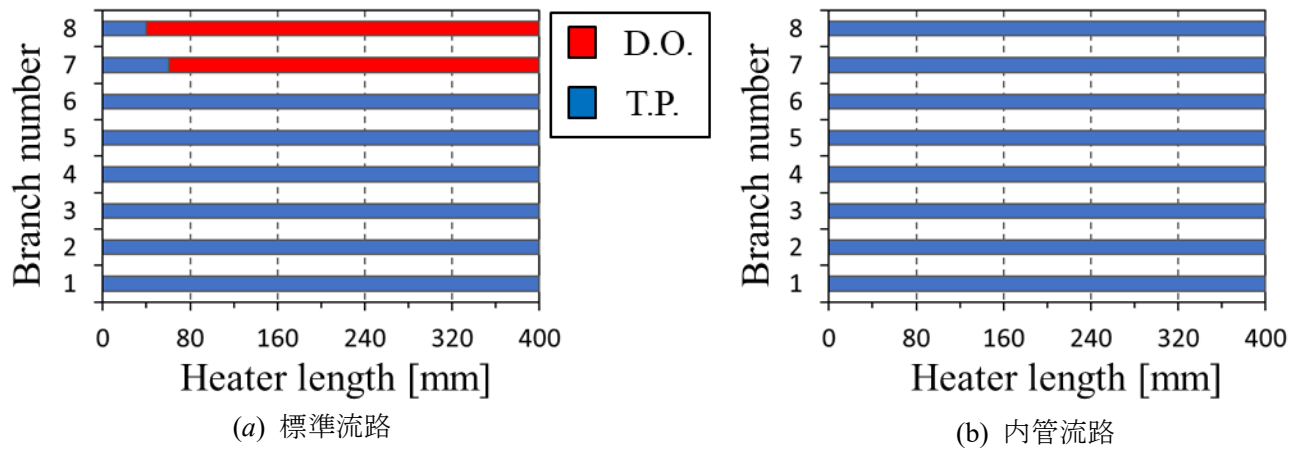 Branch number
8
7
6
5
4
3
2
1
0 80 160 240 320 400
Heater length [mm]
(a) 標準流路
D.O.
T.P.
Branch number
8
7
6
5
4
3
2
1
0 80 160 240 320 400
Heater length [mm]
(b) 内管流路